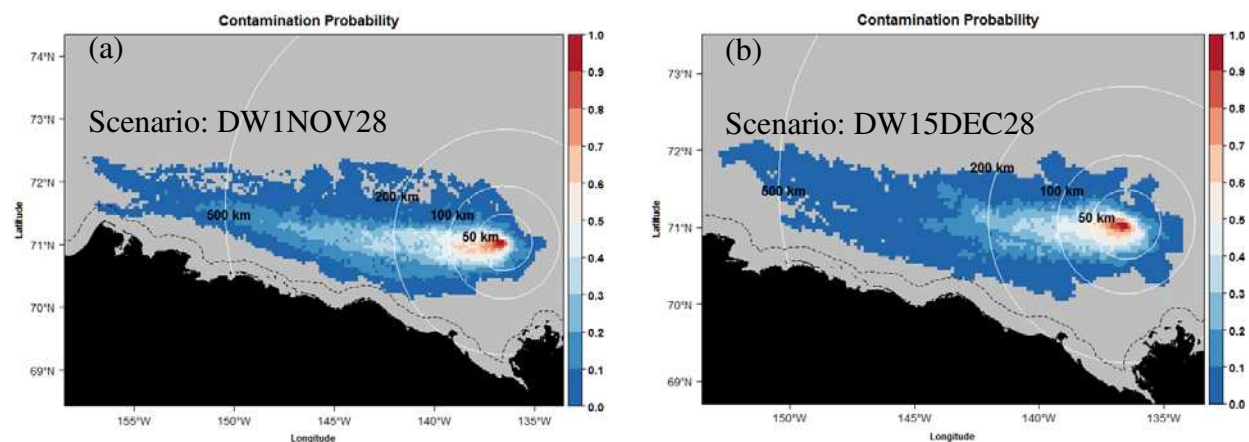 Contamination Probability
(a)
Scenario: DW1NOV28
74°N
73°N
72°N
71°N
70°N
69°N
Latitude
500 km
200 km
100 km
50 km
155°W
150°W
145°W
140°W
135°W
Longitude
1.0
0.9
0.8
0.7
0.6
0.5
0.4
0.3
0.2
0.1
0.0
Contamination Probability
(b)
Scenario: DW15DEC28
73°N
72°N
71°N
70°N
69°N
Latitude
500 km
200 km
100 km
50 km
150°W
145°W
140°W
135°W
Longitude
1.0
0.9
0.8
0.7
0.6
0.5
0.4
0.3
0.2
0.1
0.0